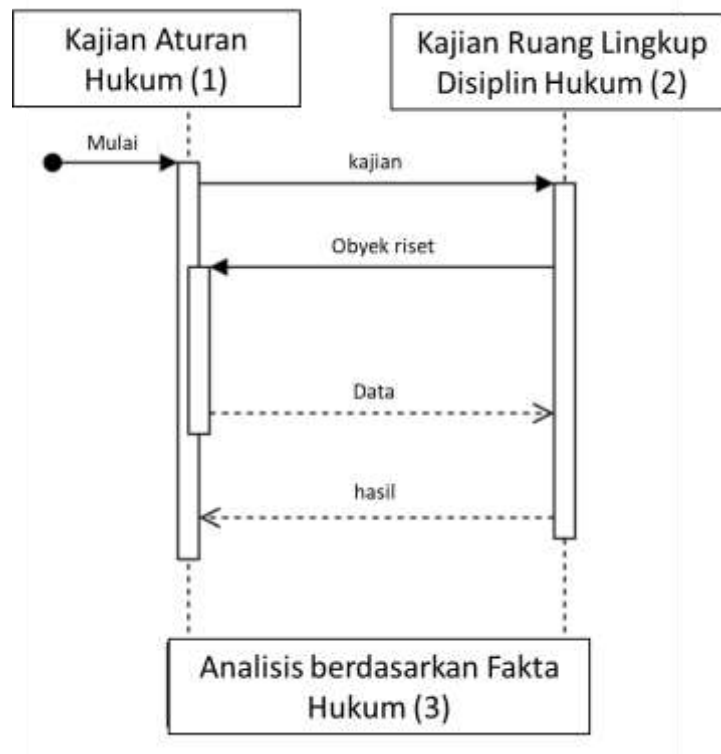 Kajian Aturan
Hukum (1)
Kajian Ruang Lingkup
Disiplin Hukum (2)
Mulai
kajian
Obyek riset
Data
hasil
Analisis berdasarkan Fakta
Hukum (3)